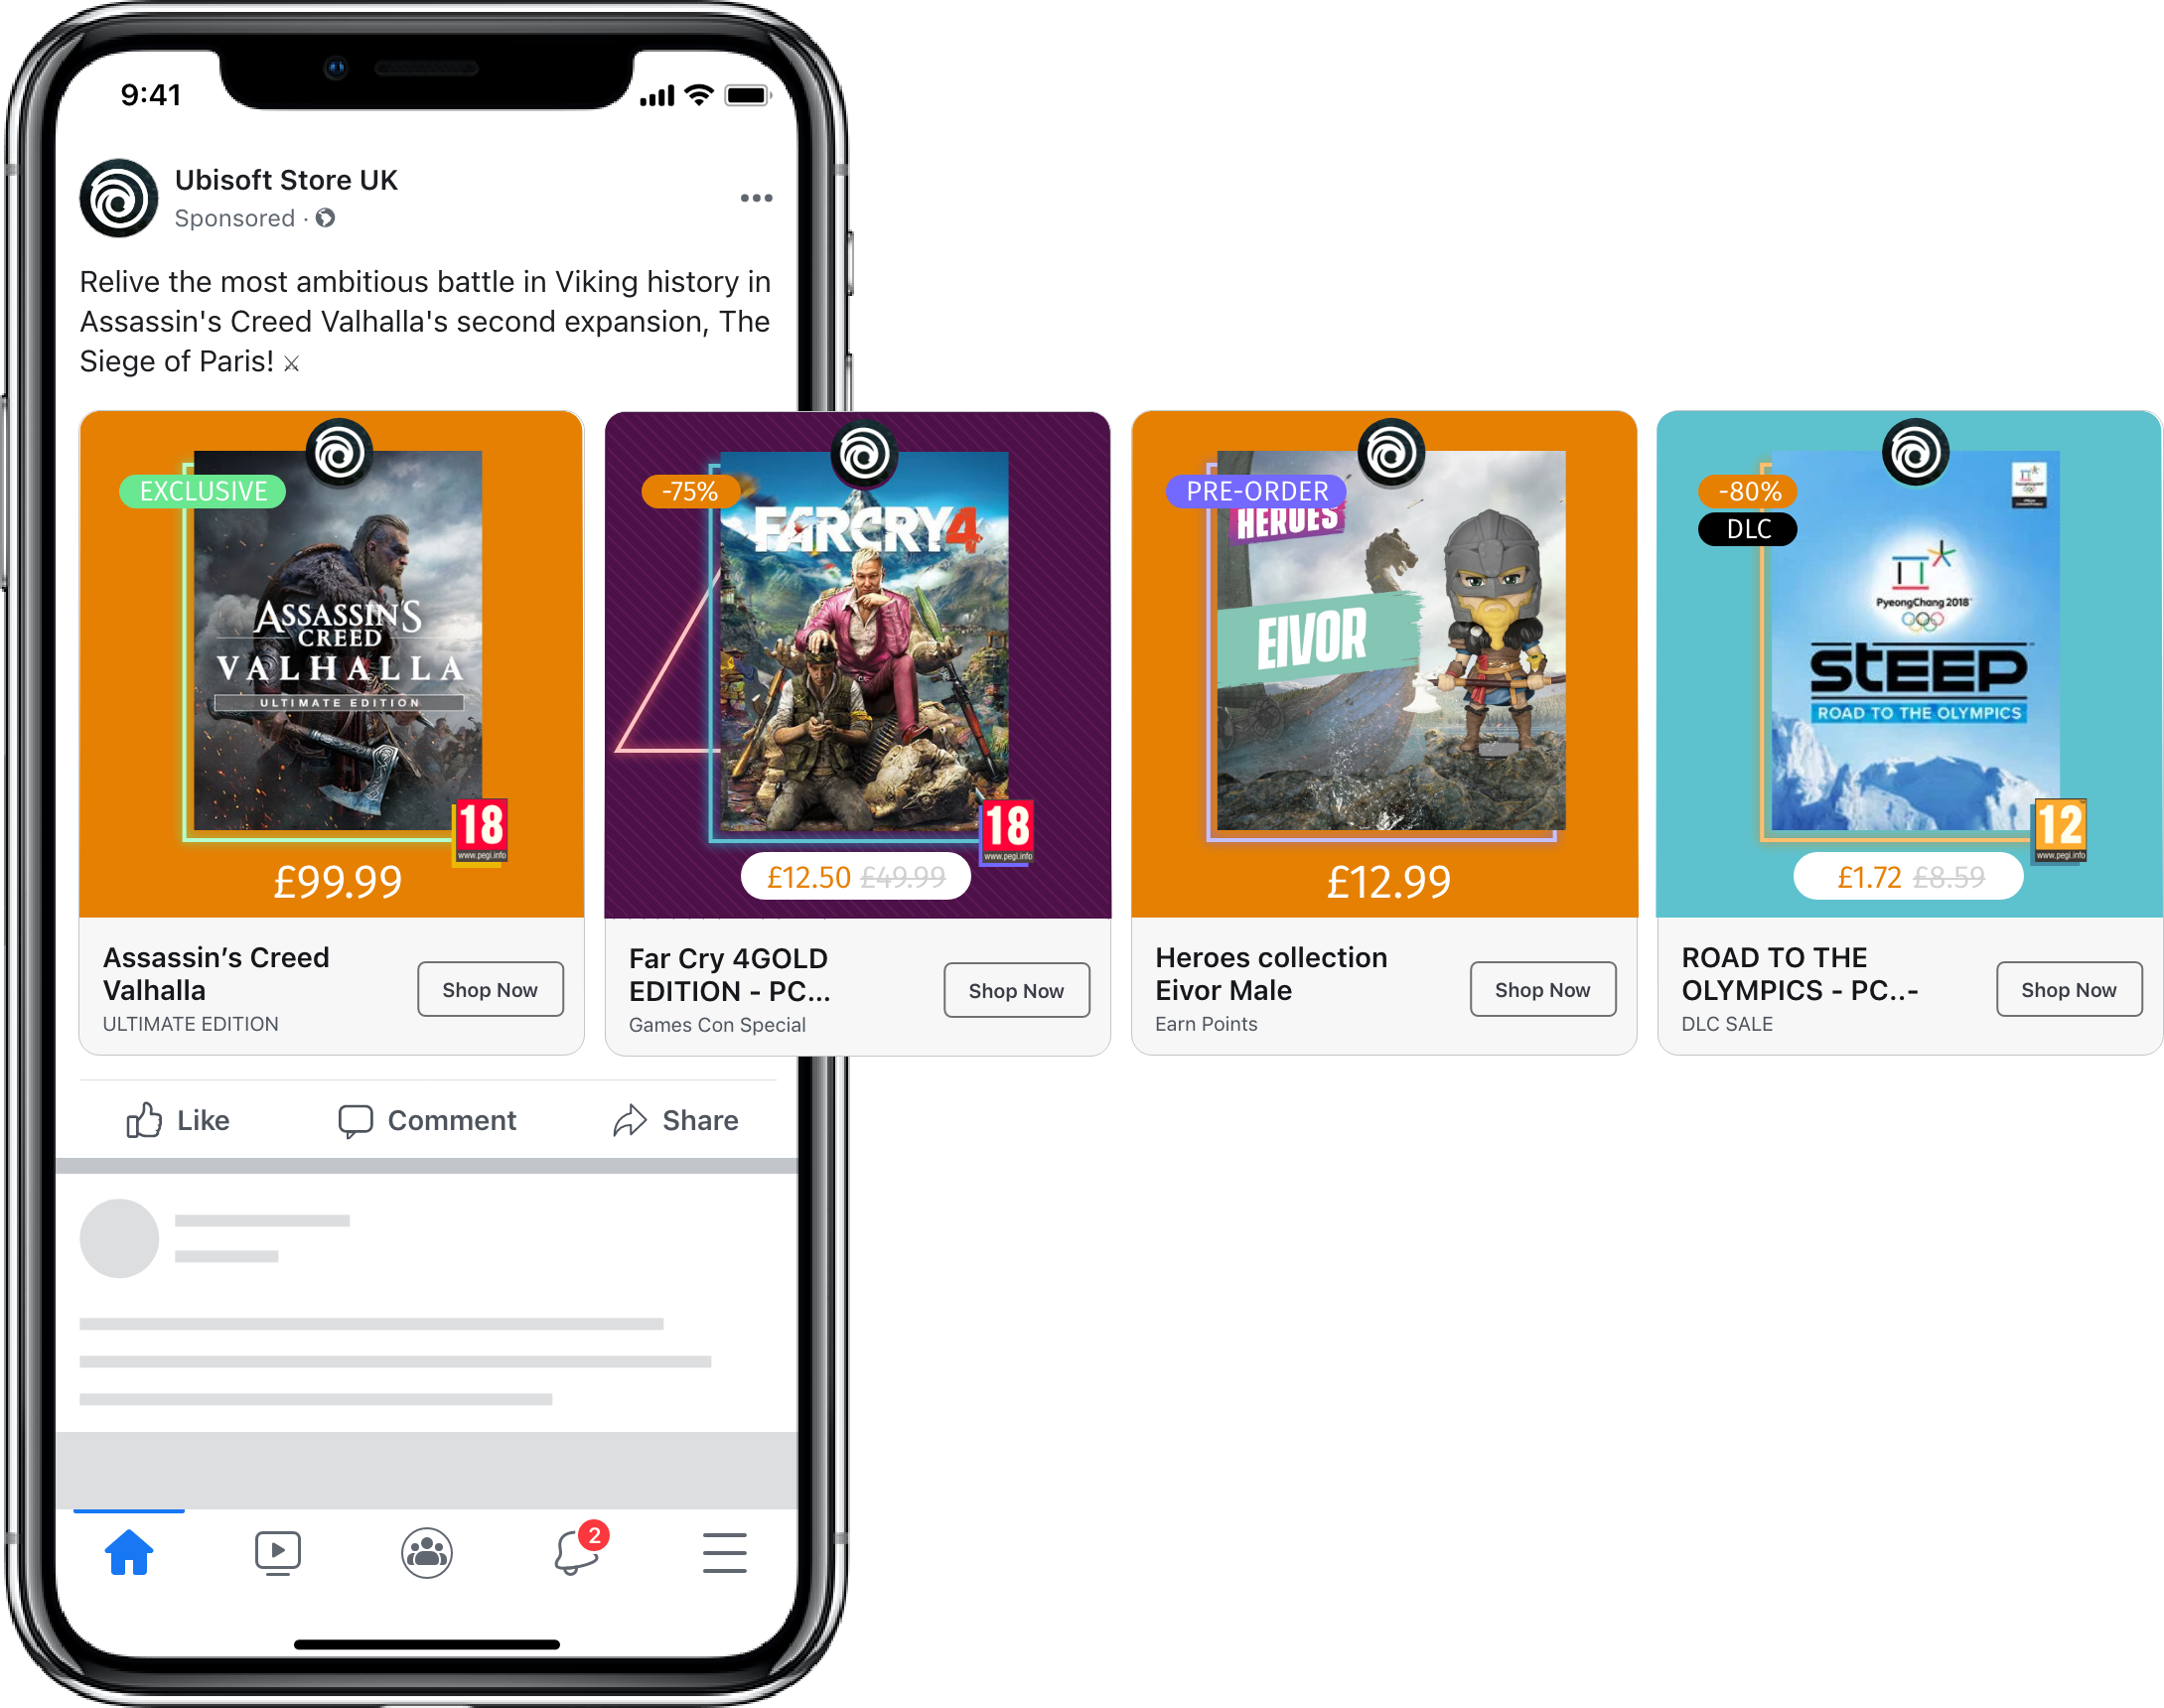 9:41
Ubisoft Store UK
Sponsored ·
Relive the most ambitious battle in Viking history in
Assassin's Creed Valhalla's second expansion, The
Siege of Paris! ⚔
EXCLUSIVE
ASSASSIN'S
CREED
VALHALLA
ULTIMATE EDITION
18
www.pegi.info
£99.99
Assassin’s Creed
Valhalla
ULTIMATE EDITION
Shop Now
-75%
FARCRY4
18
www.pegi.info
£12.50 £49.99
Far Cry 4GOLD
EDITION - PC...
Games Con Special
Shop Now
PRE-ORDER
HEROES
EIVOR
£12.99
Heroes collection
Eivor Male
Earn Points
Shop Now
-80%
DLC
PyeongChang 2018
STEEP
ROAD TO THE OLYMPICS
12
www.pegi.info
£1.72 £8.59
ROAD TO THE
OLYMPICS - PC..-
DLC SALE
Shop Now
Like
Comment
Share
2